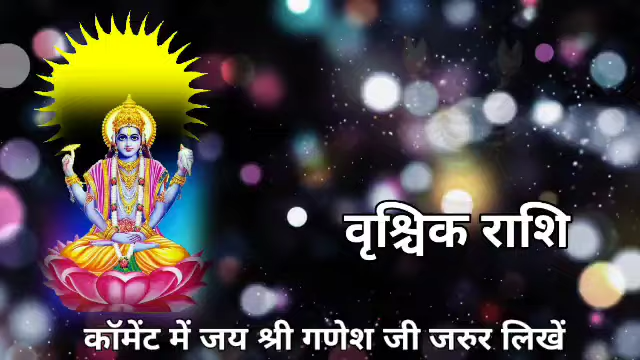 वृश्चिक राशि
कॉमेंट में जय श्री गणेश जी जरुर लिखें